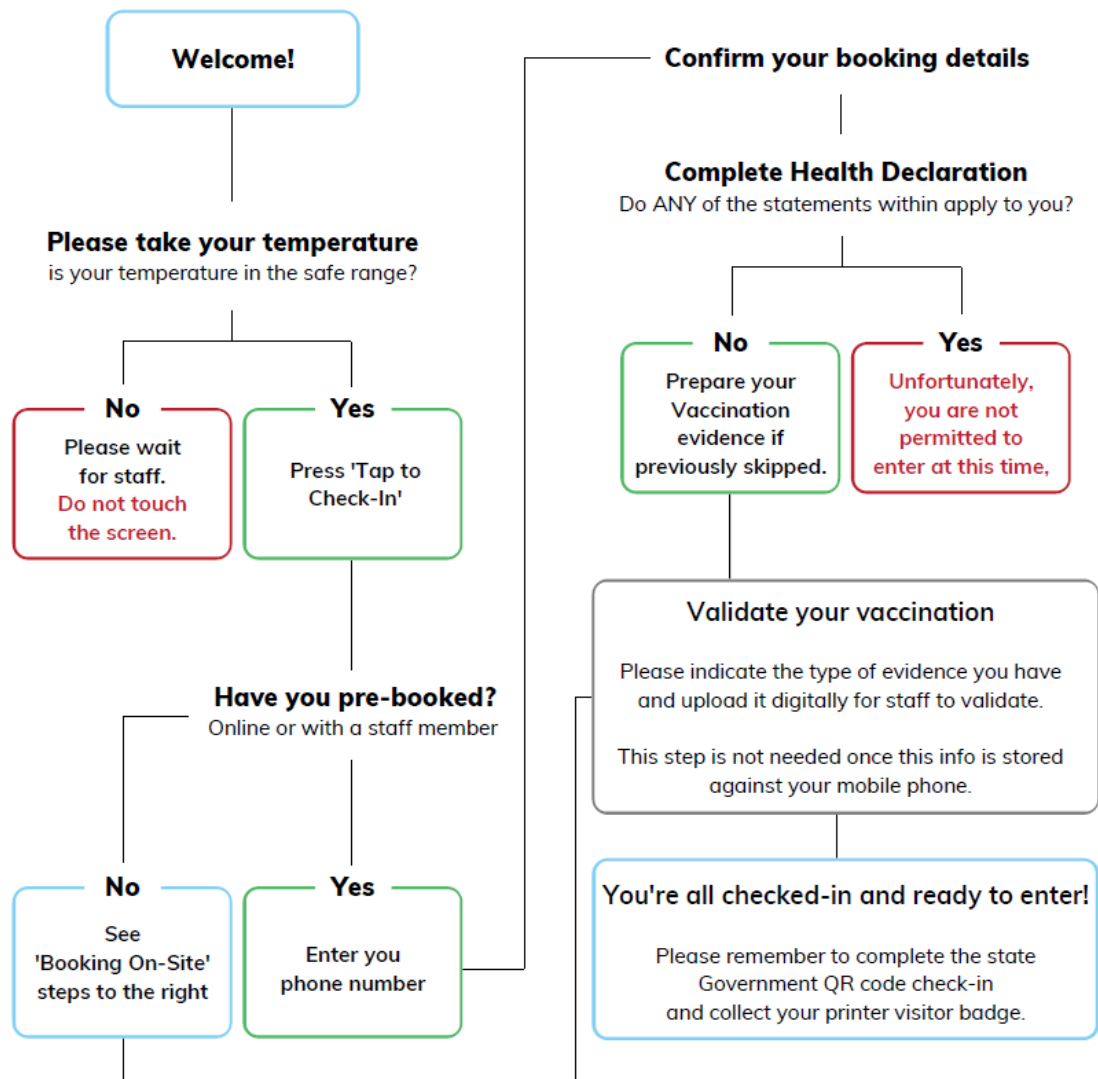 Welcome!
Please take your temperature
is your temperature in the safe range?
No
Please wait
for staff.
Do not touch
the screen.
Yes
Press 'Tap to
Check-In'
Have you pre-booked?
Online or with a staff member
No
See
'Booking On-Site'
steps to the right
Yes
Enter you
phone number
Confirm your booking details
Complete Health Declaration
Do ANY of the statements within apply to you?
No
Prepare your
Vaccination
evidence if
previously skipped.
Yes
Unfortunately,
you are not
permitted to
enter at this time,
Validate your vaccination
Please indicate the type of evidence you have
and upload it digitally for staff to validate.
This step is not needed once this info is stored
against your mobile phone.
You're all checked-in and ready to enter!
Please remember to complete the state
Government QR code check-in
and collect your printer visitor badge.